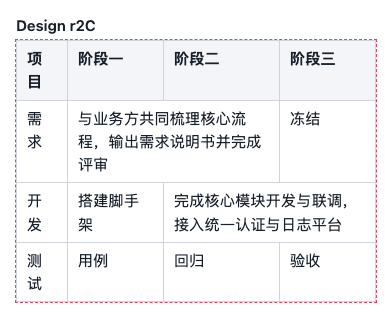 Design r2C
项目 阶段一 阶段二 阶段三
需求 与业务方共同梳理核心流程，输出需求说明书并完成评审 冻结
开发 搭建脚手架 完成核心模块开发与联调，接入统一认证与日志平台
测试 用例 回归 验收